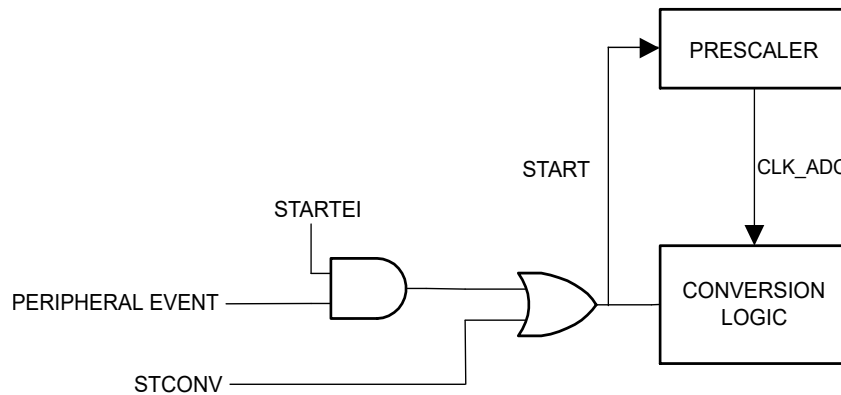 PRESCALER
START
CLK_ADC
STARTEI
PERIPHERAL EVENT
CONVERSION
LOGIC
STCONV